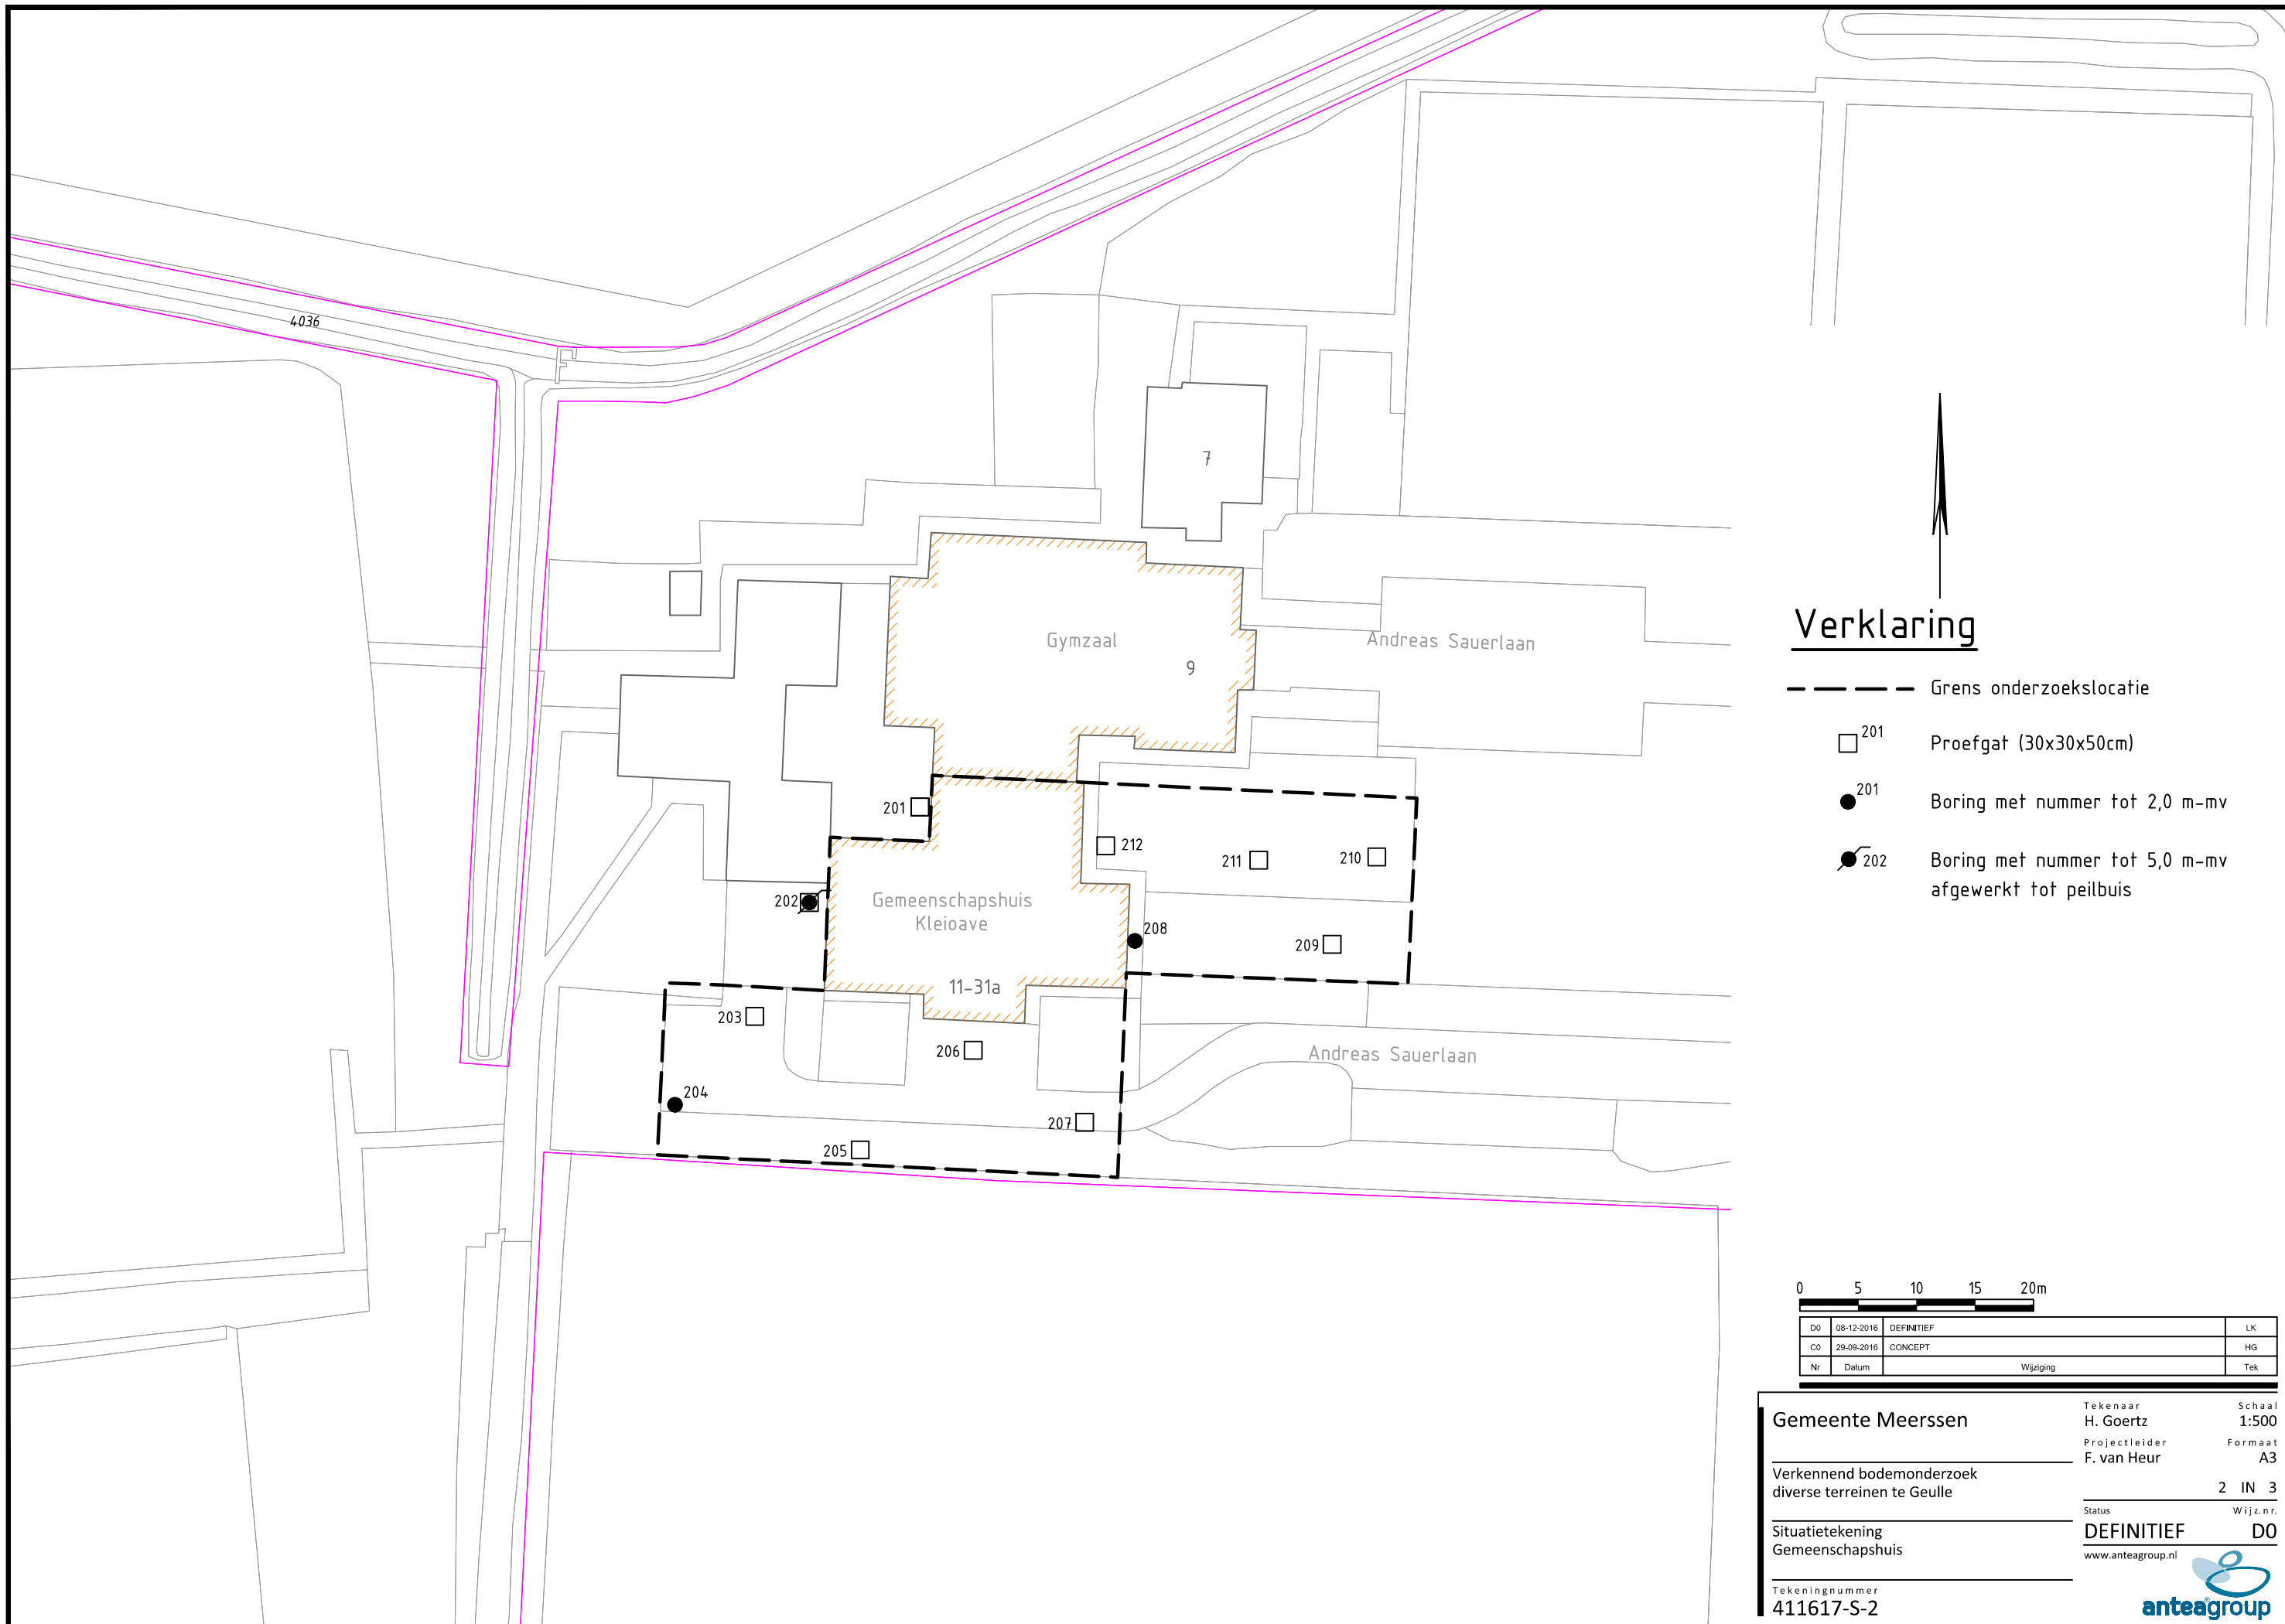 4036
7
Gymzaal
9
Andreas Sauerlaan
201
212
211
210
202
Gemeenschapshuis
Kleioave
208
209
11-31a
203
206
Andreas Sauerlaan
204
207
205
Verklaring
Grens onderzoekslocatie
201
Proefgat (30x30x50cm)
201
Boring met nummer tot 2,0 m-mv
202
Boring met nummer tot 5,0 m-mv
afgewerkt tot peilbuis
0 5 10 15 20m
D0 08-12-2016 DEFINITIEF LK
C0 29-09-2016 CONCEPT HG
Nr Datum Wijziging Tek
Gemeente Meerssen
Tekenaar Schaal
H. Goertz 1:500
Projectleider Formaat
F. van Heur A3
Verkennend bodemonderzoek
diverse terreinen te Geulle
2 IN 3
Status Wijz.nr.
DEFINITIEF D0
Situatietekening
Gemeenschapshuis
www.anteagroup.nl
Tekeningnummer
411617-S-2
anteagroup